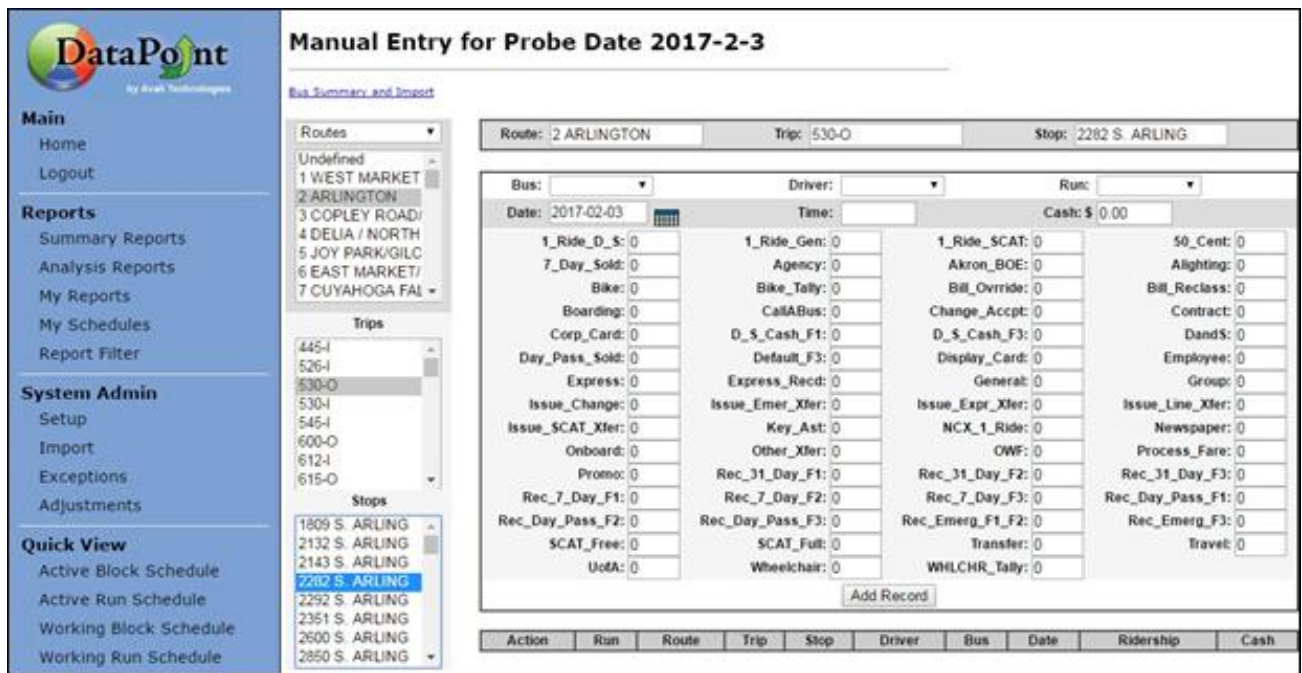 DataPoint
by Avail Technologies
Main
Home
Logout
Reports
Summary Reports
Analysis Reports
My Reports
My Schedules
Report Filter
System Admin
Setup
Import
Exceptions
Adjustments
Quick View
Active Block Schedule
Active Run Schedule
Working Block Schedule
Working Run Schedule
Manual Entry for Probe Date 2017-2-3
Bus Summary and Import
Routes
Undefined
1 WEST MARKET
2 ARLINGTON
3 COPLEY ROAD/
4 DELIA / NORTH
5 JOY PARK/GILC
6 EAST MARKET/
7 CUYAHOGA FAL
Trips
445-I
526-I
530-O
530-I
545-I
600-O
612-I
615-O
Stops
1809 S. ARLING
2132 S. ARLING
2143 S. ARLING
2282 S. ARLING
2292 S. ARLING
2351 S. ARLING
2600 S. ARLING
2850 S. ARLING
Route: 2 ARLINGTON Trip: 530-O Stop: 2282 S. ARLING
Bus: Driver: Run:
Date: 2017-02-03 Time: Cash: $ 0.00
1_Ride_D_S: 0 1_Ride_Gen: 0 1_Ride_SCAT: 0 50_Cent: 0
7_Day_Sold: 0 Agency: 0 Akron_BOE: 0 Alighting: 0
Bike: 0 Bike_Tally: 0 Bill_Ovrride: 0 Bill_Reclass: 0
Boarding: 0 CallABus: 0 Change_Accpt: 0 Contract: 0
Corp_Card: 0 D_S_Cash_F1: 0 D_S_Cash_F3: 0 DandS: 0
Day_Pass_Sold: 0 Default_F3: 0 Display_Card: 0 Employee: 0
Express: 0 Express_Recd: 0 General: 0 Group: 0
Issue_Change: 0 Issue_Emer_Xfer: 0 Issue_Expr_Xfer: 0 Issue_Line_Xfer: 0
Issue_SCAT_Xfer: 0 Key_Ast: 0 NCX_1_Ride: 0 Newspaper: 0
Onboard: 0 Other_Xfer: 0 OWF: 0 Process_Fare: 0
Promo: 0 Rec_31_Day_F1: 0 Rec_31_Day_F2: 0 Rec_31_Day_F3: 0
Rec_7_Day_F1: 0 Rec_7_Day_F2: 0 Rec_7_Day_F3: 0 Rec_Day_Pass_F1: 0
Rec_Day_Pass_F2: 0 Rec_Day_Pass_F3: 0 Rec_Emerg_F1_F2: 0 Rec_Emerg_F3: 0
SCAT_Free: 0 SCAT_Full: 0 Transfer: 0 Travel: 0
UofA: 0 Wheelchair: 0 WHLCHR_Tally: 0
Add Record
Action Run Route Trip Stop Driver Bus Date Ridership Cash